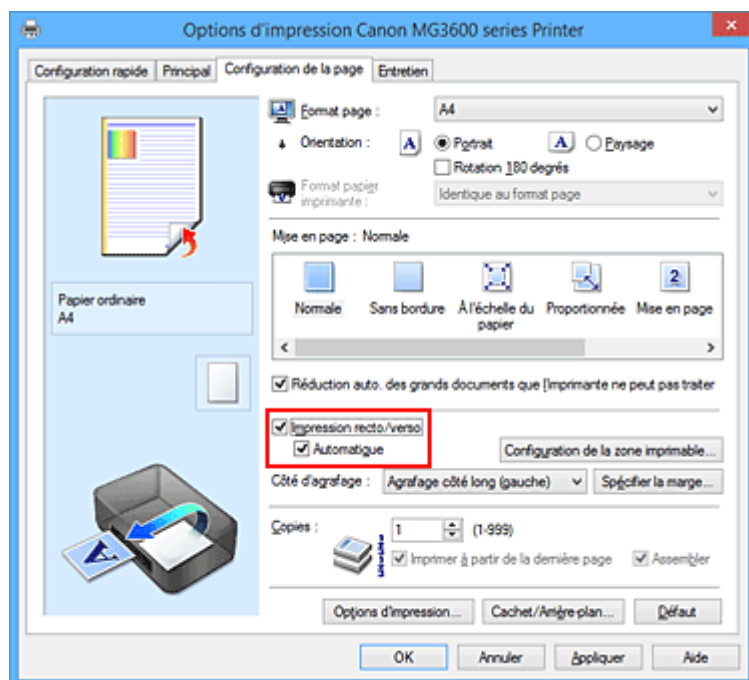 Options d'impression Canon MG3600 series Printer
Configuration rapide Principal Configuration de la page Entretien
Format page : A4
Orientation : A Portrait A Paysage
Rotation 180 degrés
Format papier imprimante : Identique au format page
Mise en page : Normale
Normale Sans bordure À l'échelle du papier Proportionnée 2 Mise en page
Papier ordinaire
A4
Réduction auto. des grands documents que l'imprimante ne peut pas traiter
Impression recto/verso
Automatique
Configuration de la zone imprimable...
Côté d'agrafage : Agrafage côté long (gauche) Spécifier la marge...
Copies : 1 (1-999)
Imprimer à partir de la dernière page Assembler
A
Options d'impression... Cachet/Arrière-plan... Défaut
OK Annuler Appliquer Aide